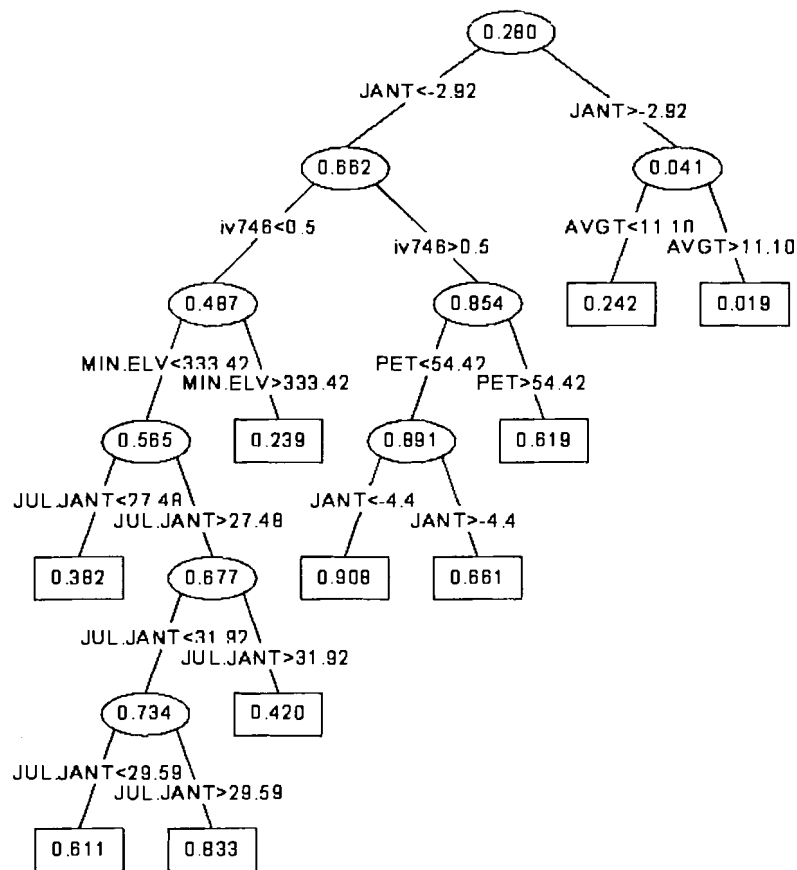 0.280
JANT<-2.92
JANT>-2.92
0.662
0.041
iv746<0.5
iv746>0.5
AVGT<11.10
AVGT>11.10
0.487
0.854
0.242
0.019
MIN.ELV<333.42
MIN.ELV>333.42
PET<54.42
PET>54.42
0.565
0.239
0.891
0.619
JUL.JANT<27.48
JUL.JANT>27.48
JANT<-4.4
JANT>-4.4
0.382
0.677
0.908
0.661
JUL.JANT<31.92
JUL.JANT>31.92
0.734
0.420
JUL.JANT<29.59
JUL.JANT>29.59
0.611
0.833